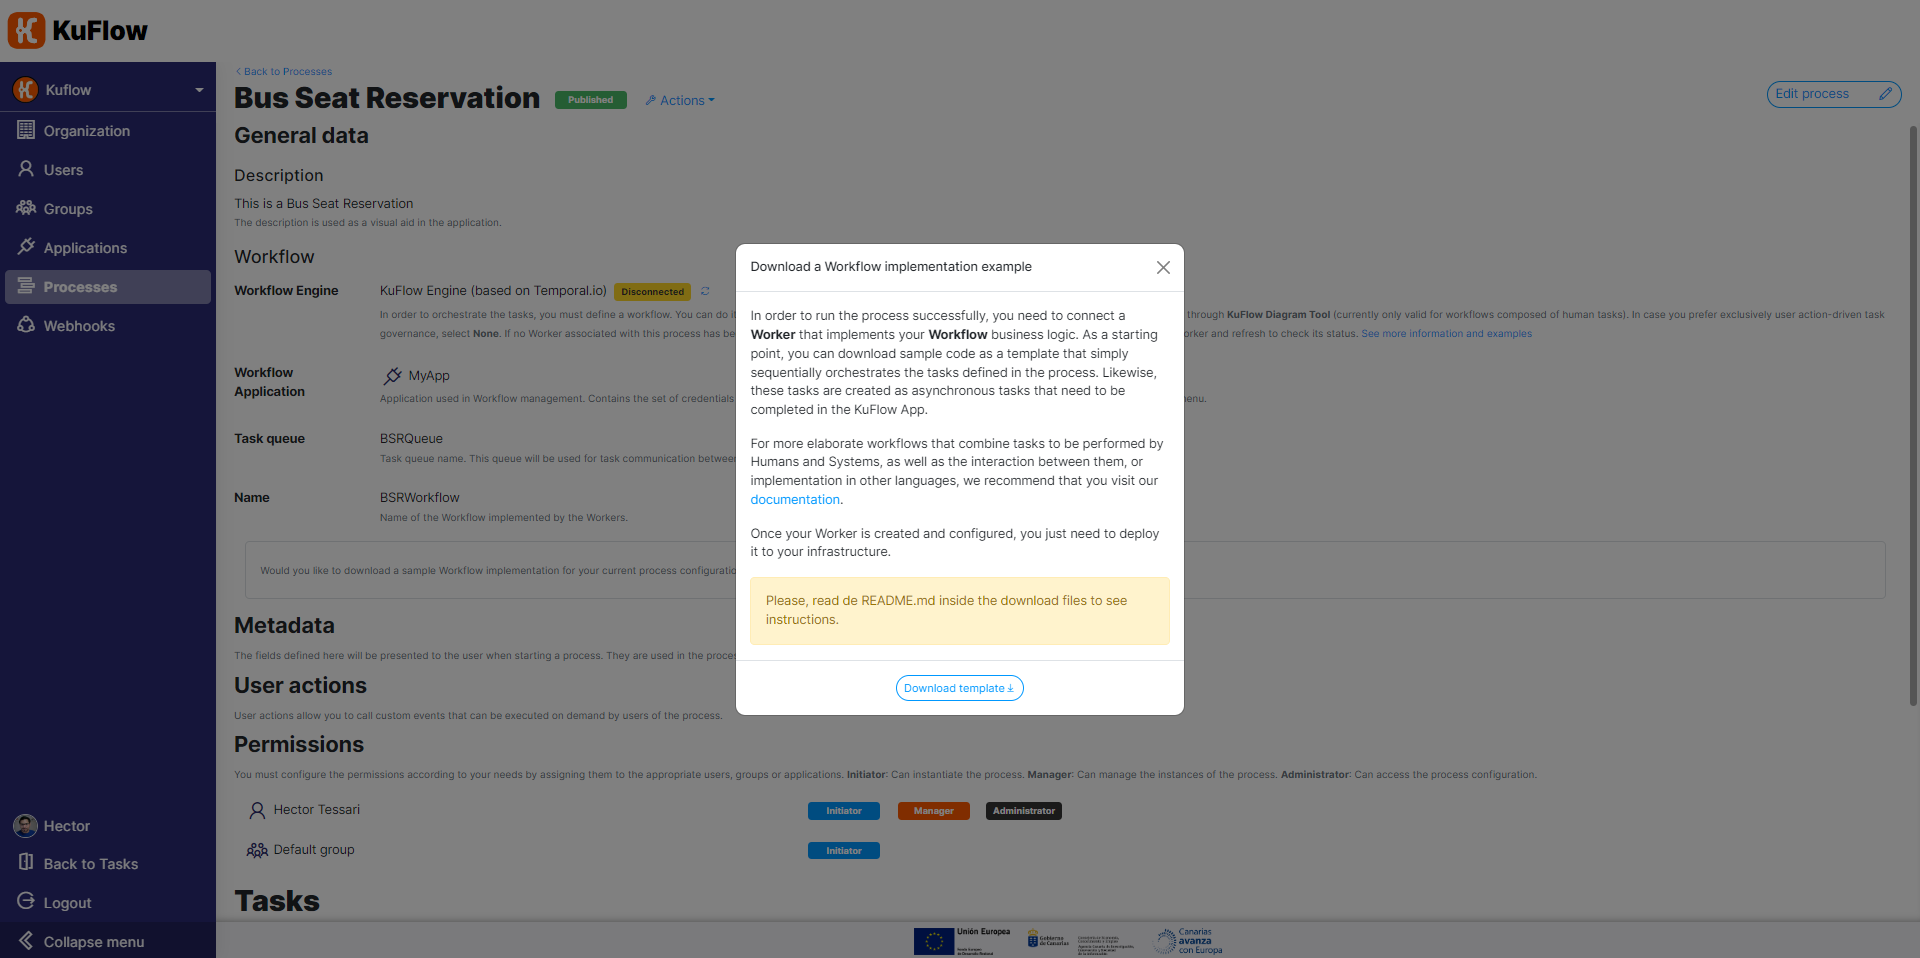 KuFlow
Kuflow
Organization
Users
Groups
Applications
Processes
Webhooks
Hector
Back to Tasks
Logout
Collapse menu
Back to Processes
Bus Seat Reservation
Published
Actions
Edit process
General data
Description
This is a Bus Seat Reservation
The description is used as a visual aid in the application.
Workflow
Workflow Engine
KuFlow Engine (based on Temporal.io)
Disconnected
In order to orchestrate the tasks, you must define a workflow. You can do it
through KuFlow Diagram Tool (currently only valid for workflows composed of human tasks). In case you prefer exclusively user action-driven task
governance, select None. If no Worker associated with this process has be
orker and refresh to check its status. See more information and examples
Workflow
Application
MyApp
Application used in Workflow management. Contains the set of credentials
enu.
Task queue
BSRQueue
Task queue name. This queue will be used for task communication between
Name
BSRWorkflow
Name of the Workflow implemented by the Workers.
Would you like to download a sample Workflow implementation for your current process configuratio
Metadata
The fields defined here will be presented to the user when starting a process. They are used in the proces
User actions
User actions allow you to call custom events that can be executed on demand by users of the process.
Permissions
You must configure the permissions according to your needs by assigning them to the appropriate users, groups or applications. Initiator: Can instantiate the process. Manager: Can manage the instances of the process. Administrator: Can access the process configuration.
Hector Tessari
Initiator
Manager
Administrator
Default group
Initiator
Tasks
Download a Workflow implementation example
In order to run the process successfully, you need to connect a
Worker that implements your Workflow business logic. As a starting
point, you can download sample code as a template that simply
sequentially orchestrates the tasks defined in the process. Likewise,
these tasks are created as asynchronous tasks that need to be
completed in the KuFlow App.
For more elaborate workflows that combine tasks to be performed by
Humans and Systems, as well as the interaction between them, or
implementation in other languages, we recommend that you visit our
documentation.
Once your Worker is created and configured, you just need to deploy
it to your infrastructure.
Please, read de README.md inside the download files to see
instructions.
Download template
Unión Europea
Gobierno
de Canarias
Canarias
avanza
con Europa